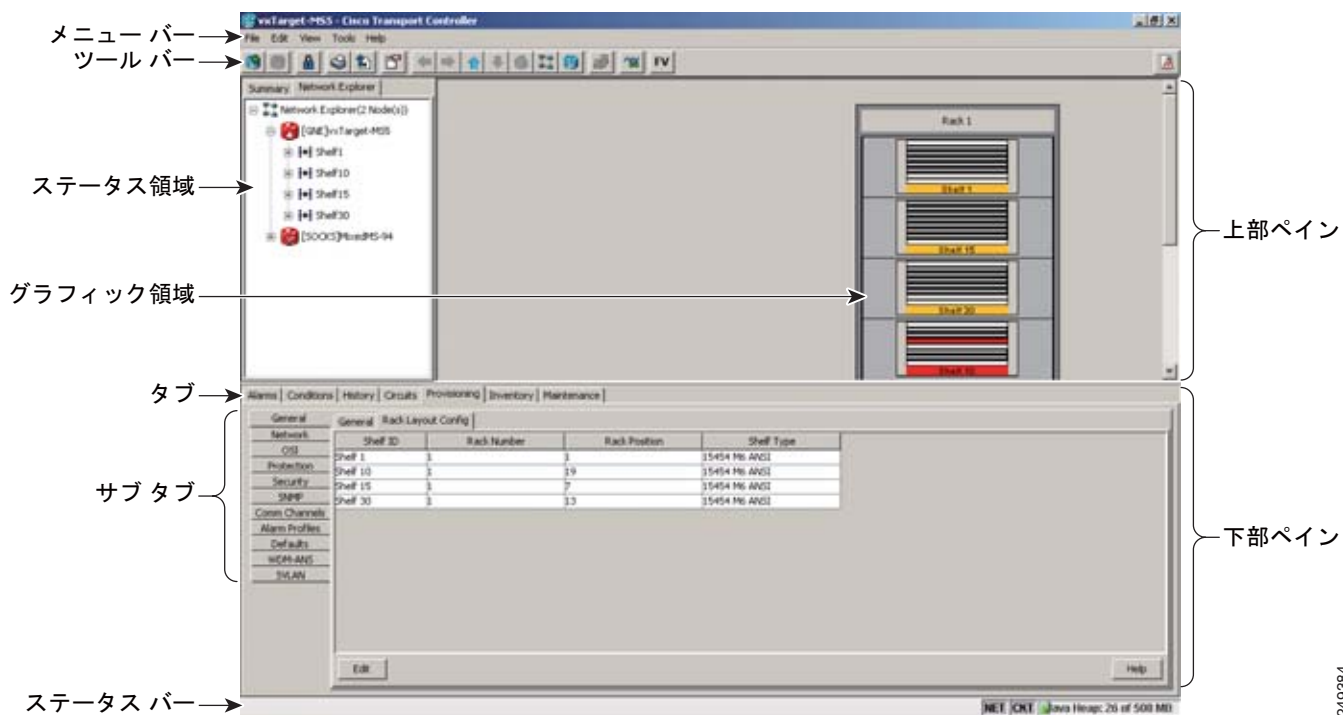 vxTarget-MS5 - Cisco Transport Controller
メニュー バー
File Edit View Tools Help
ツール バー
FV
Summary Network Explorer
Network Explorer(2 Node(s))
[GNE]vxTarget-MS5
Shelf1
Shelf10
Shelf15
Shelf30
[SOCKS]MixedMS-94
ステータス領域
グラフィック領域
Rack 1
Shelf 1
Shelf 15
Shelf 10
上部ペイン
タブ
Alarms Conditions History Circuits Provisioning Inventory Maintenance
サブ タブ
General
Network
OSI
Protection
Security
SNMP
Comm Channels
Alarm Profiles
Defaults
WDM-ANS
SVLAN
General Rack Layout Config
Shelf ID Rack Number Rack Position Shelf Type
Shelf 1 1 1 15454 M6 ANSI
Shelf 10 1 19 15454 M6 ANSI
Shelf 15 1 7 15454 M6 ANSI
Shelf 30 1 13 15454 M6 ANSI
下部ペイン
Edit
Help
ステータス バー
NET CKT Java Heap: 26 of 508 MB
249384